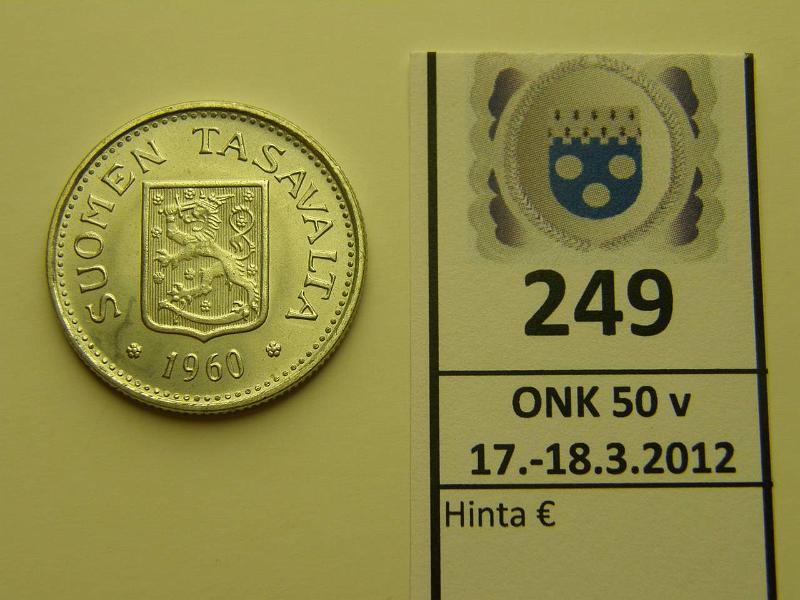 SUOMEN TASAVALTA
1960
249
ONK 50 v
17.-18.3.2012
Hinta €